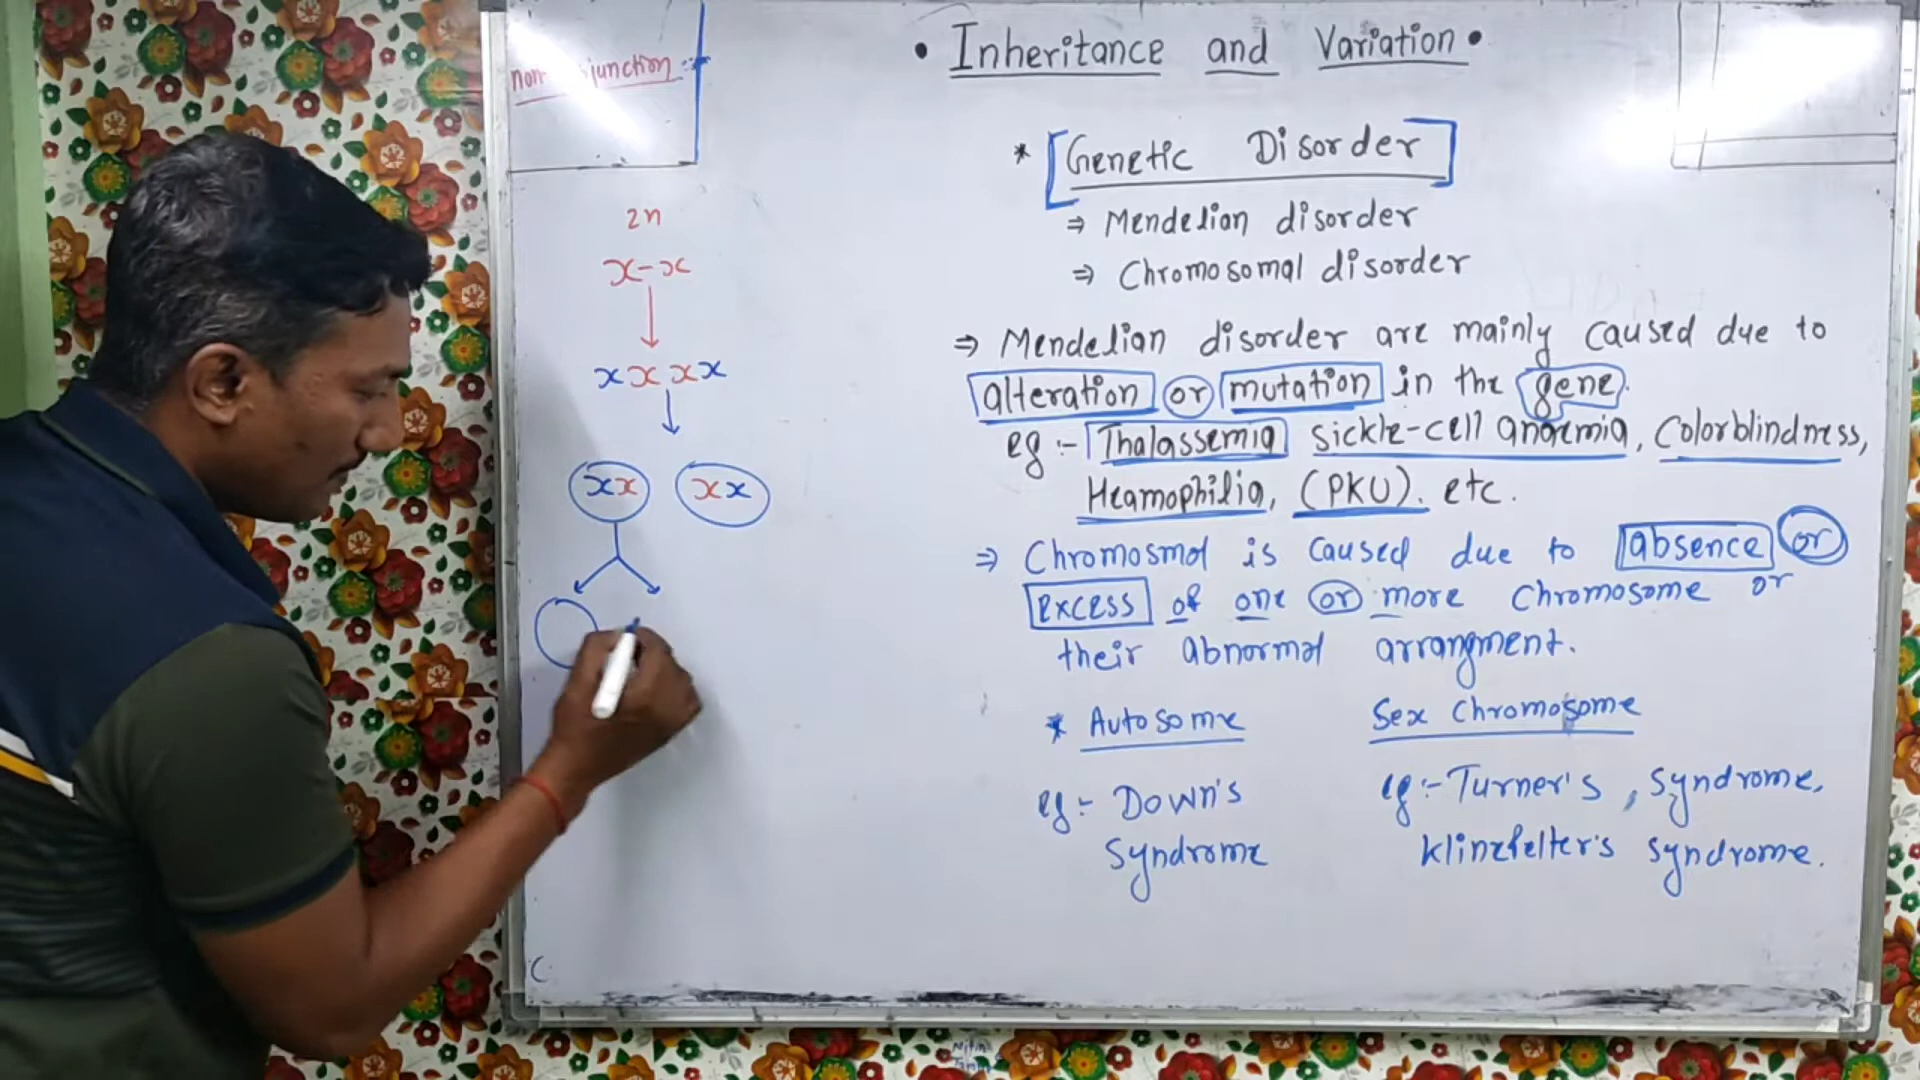 • Inheritance and Variation •
junction :-
* [Genetic Disorder]
⇒ Mendelian disorder
⇒ Chromosomal disorder
⇒ Mendelian disorder are mainly caused due to
alteration or mutation in the gene.
eg :- Thalassemia sickle-cell anaemia, Colorblindness,
Heamophilia, (PKU). etc.
⇒ Chromosmal is caused due to absence or
excess of one or more chromosome or
their abnormal arrangment.
* Autosome
Sex chromosome
eg :- Down's
Syndrome
eg :- Turner's, Syndrome,
Klinefelter's syndrome.
2n
x-x
x x x x
xx
xx
C